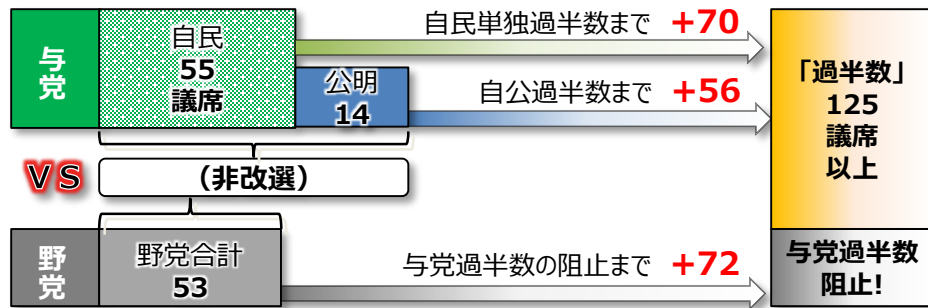 与党
自民
55
議席
公明
14
自民単独過半数まで +70
自公過半数まで +56
「過半数」
125
議席
以上
VS
(非改選)
野党
野党合計
53
与党過半数の阻止まで +72
与党過半数
阻止!